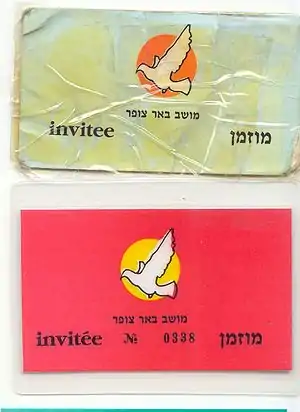 מושב באר צופר
invitee מוזמן
מושב באר צופר
invitée № 0338 מוזמן